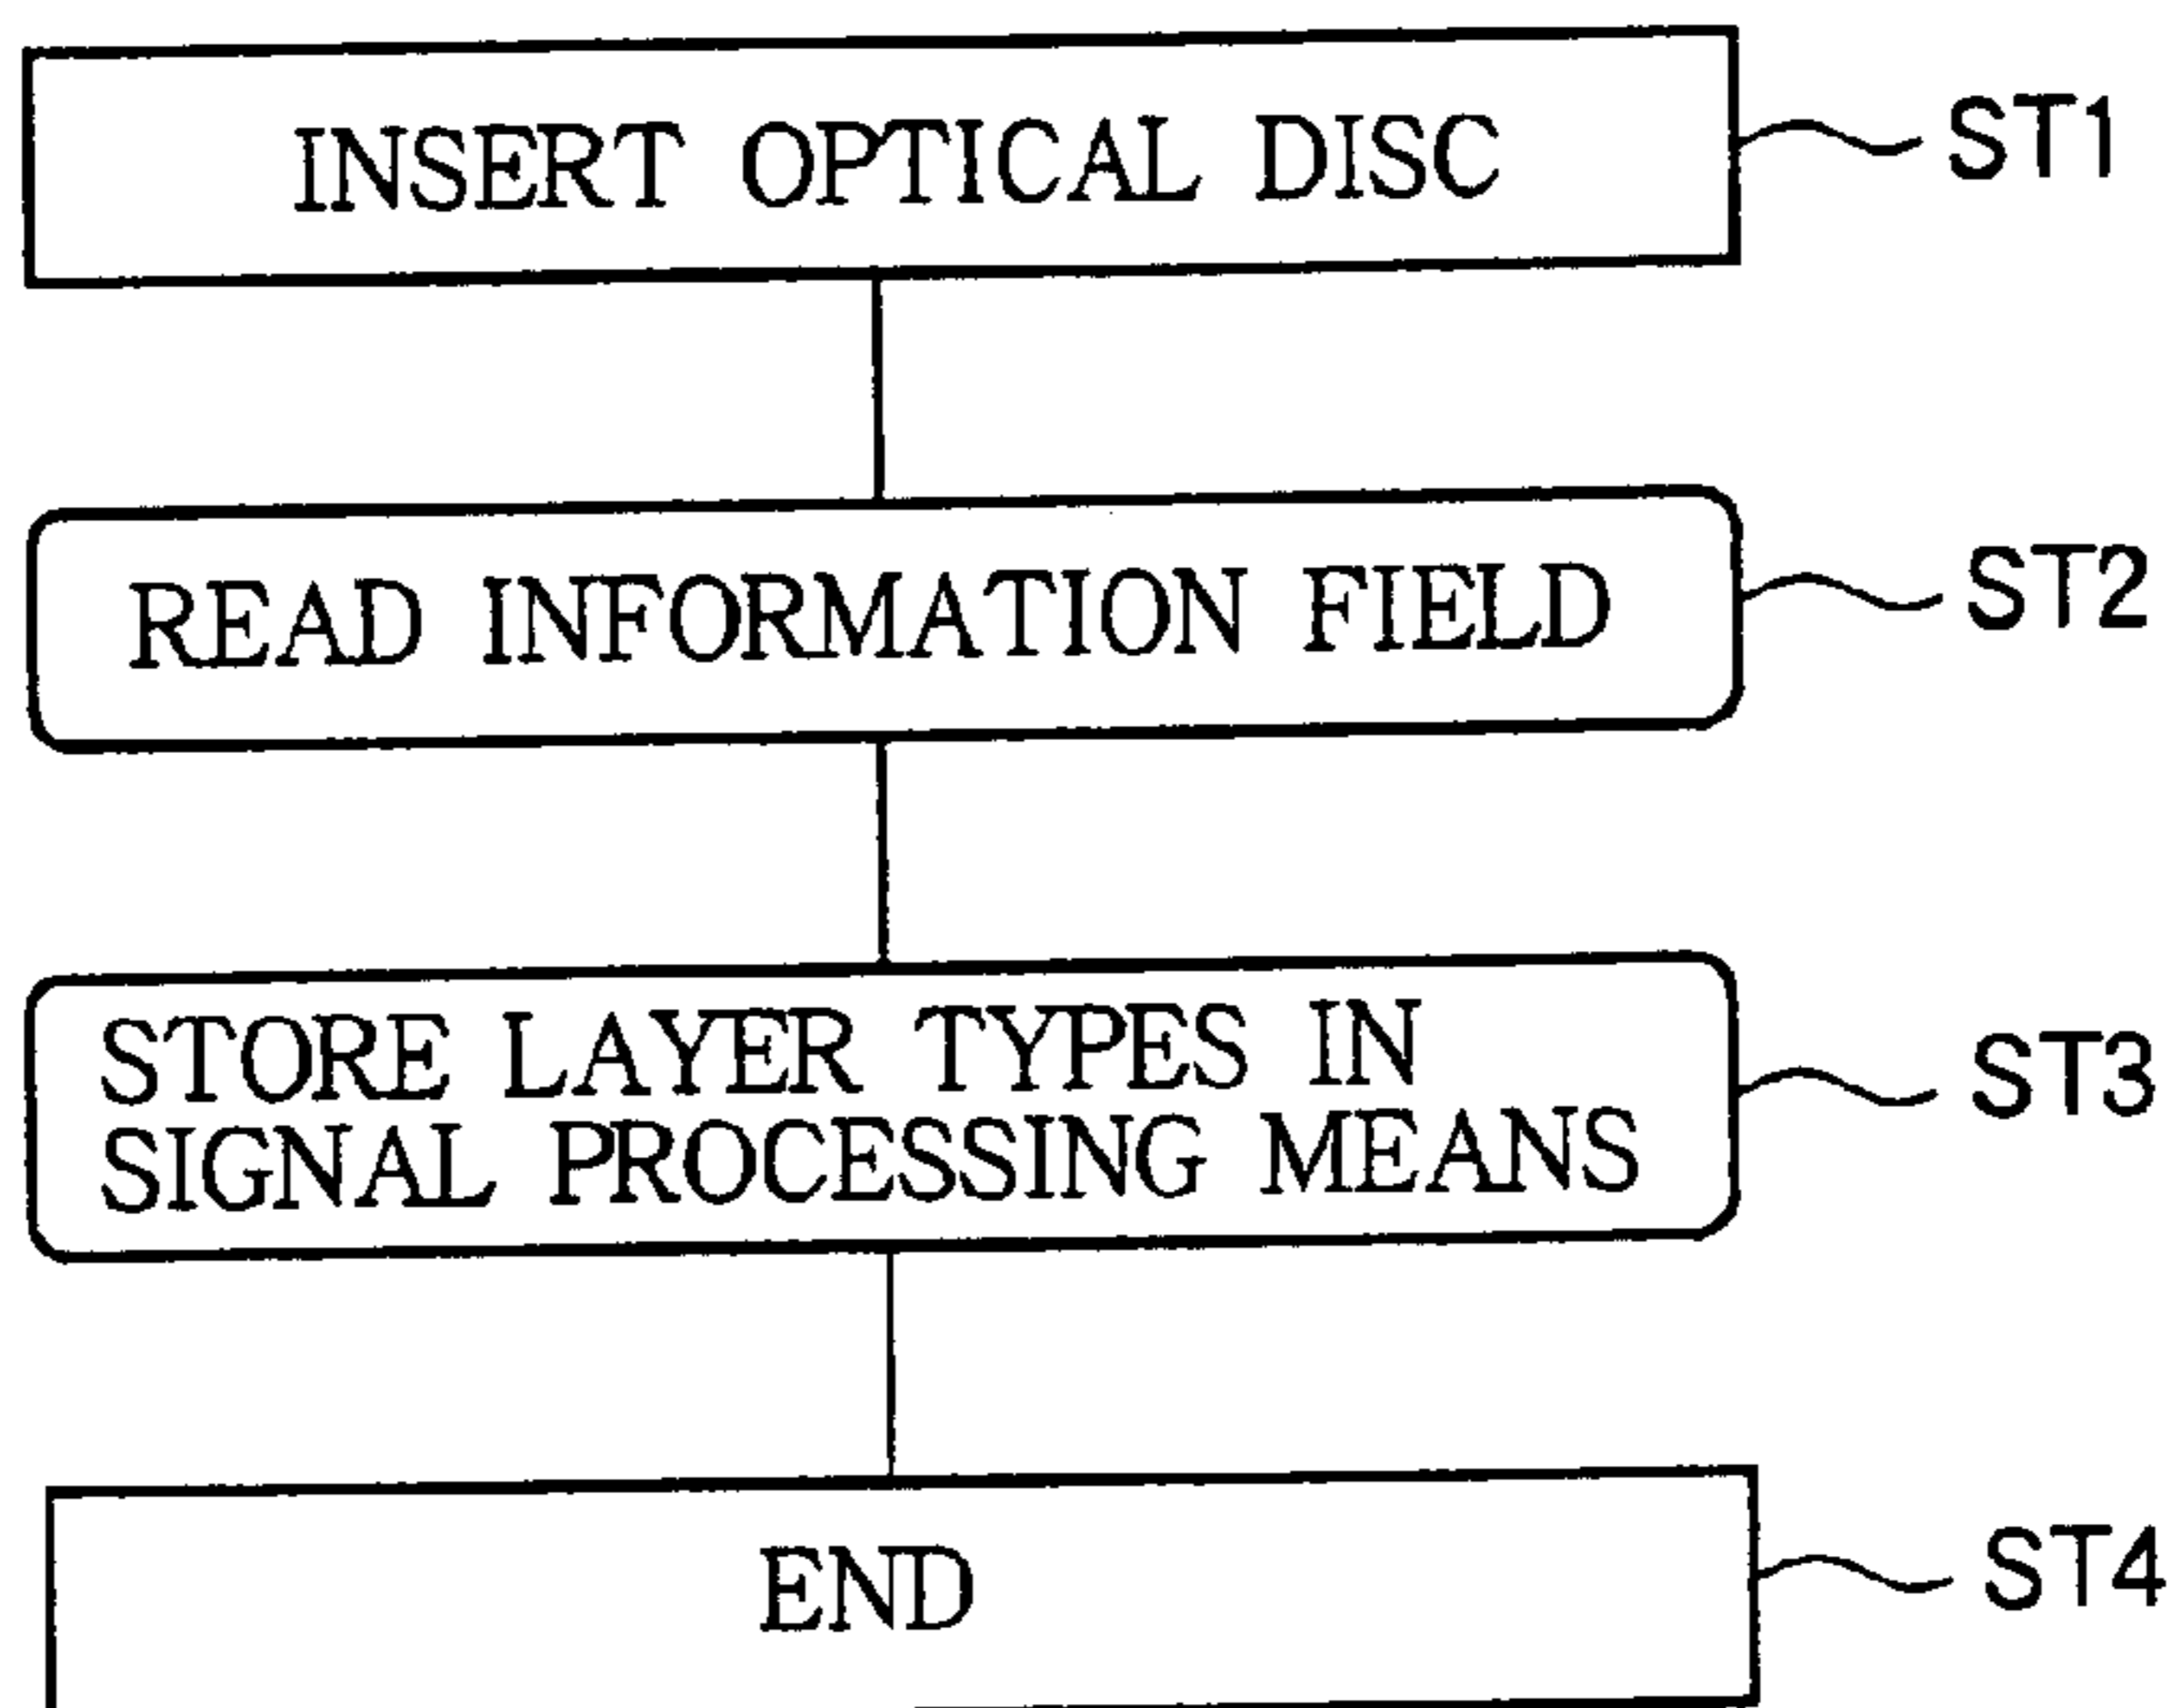 INSERT OPTICAL DISC
ST1
READ INFORMATION FIELD
ST2
STORE LAYER TYPES IN
SIGNAL PROCESSING MEANS
ST3
END
ST4